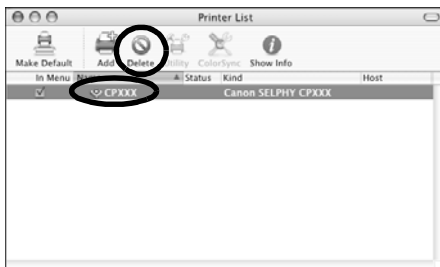 Printer List
Make Default Add Delete Utility ColorSync Show Info
In Menu Status Kind Host
CPXXX Canon SELPHY CPXXX